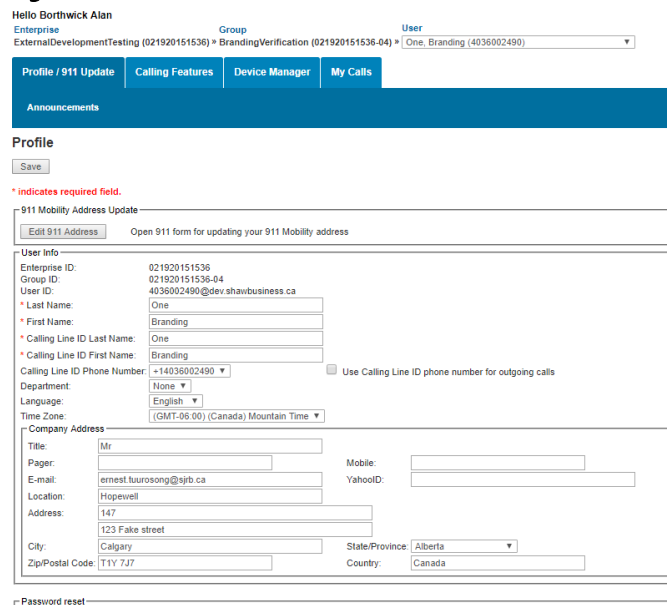 Hello Borthwick Alan
Enterprise Group User
ExternalDevelopmentTesting (021920151536) » BrandingVerification (021920151536-04) » One, Branding (4036002490)
Profile / 911 Update Calling Features Device Manager My Calls
Announcements
Profile
Save
* indicates required field.
911 Mobility Address Update
Edit 911 Address Open 911 form for updating your 911 Mobility address
User Info
Enterprise ID: 021920151536
Group ID: 021920151536-04
User ID: 4036002490@dev.shawbusiness.ca
* Last Name: One
* First Name: Branding
* Calling Line ID Last Name: One
* Calling Line ID First Name: Branding
Calling Line ID Phone Number: +14036002490 Use Calling Line ID phone number for outgoing calls
Department: None
Language: English
Time Zone: (GMT-06:00) (Canada) Mountain Time
Company Address
Title: Mr
Pager: Mobile:
E-mail: ernest.tuurosong@sjrb.ca YahooID:
Location: Hopewell
Address: 147
123 Fake street
City: Calgary State/Province: Alberta
Zip/Postal Code: T1Y 7J7 Country: Canada
Password reset